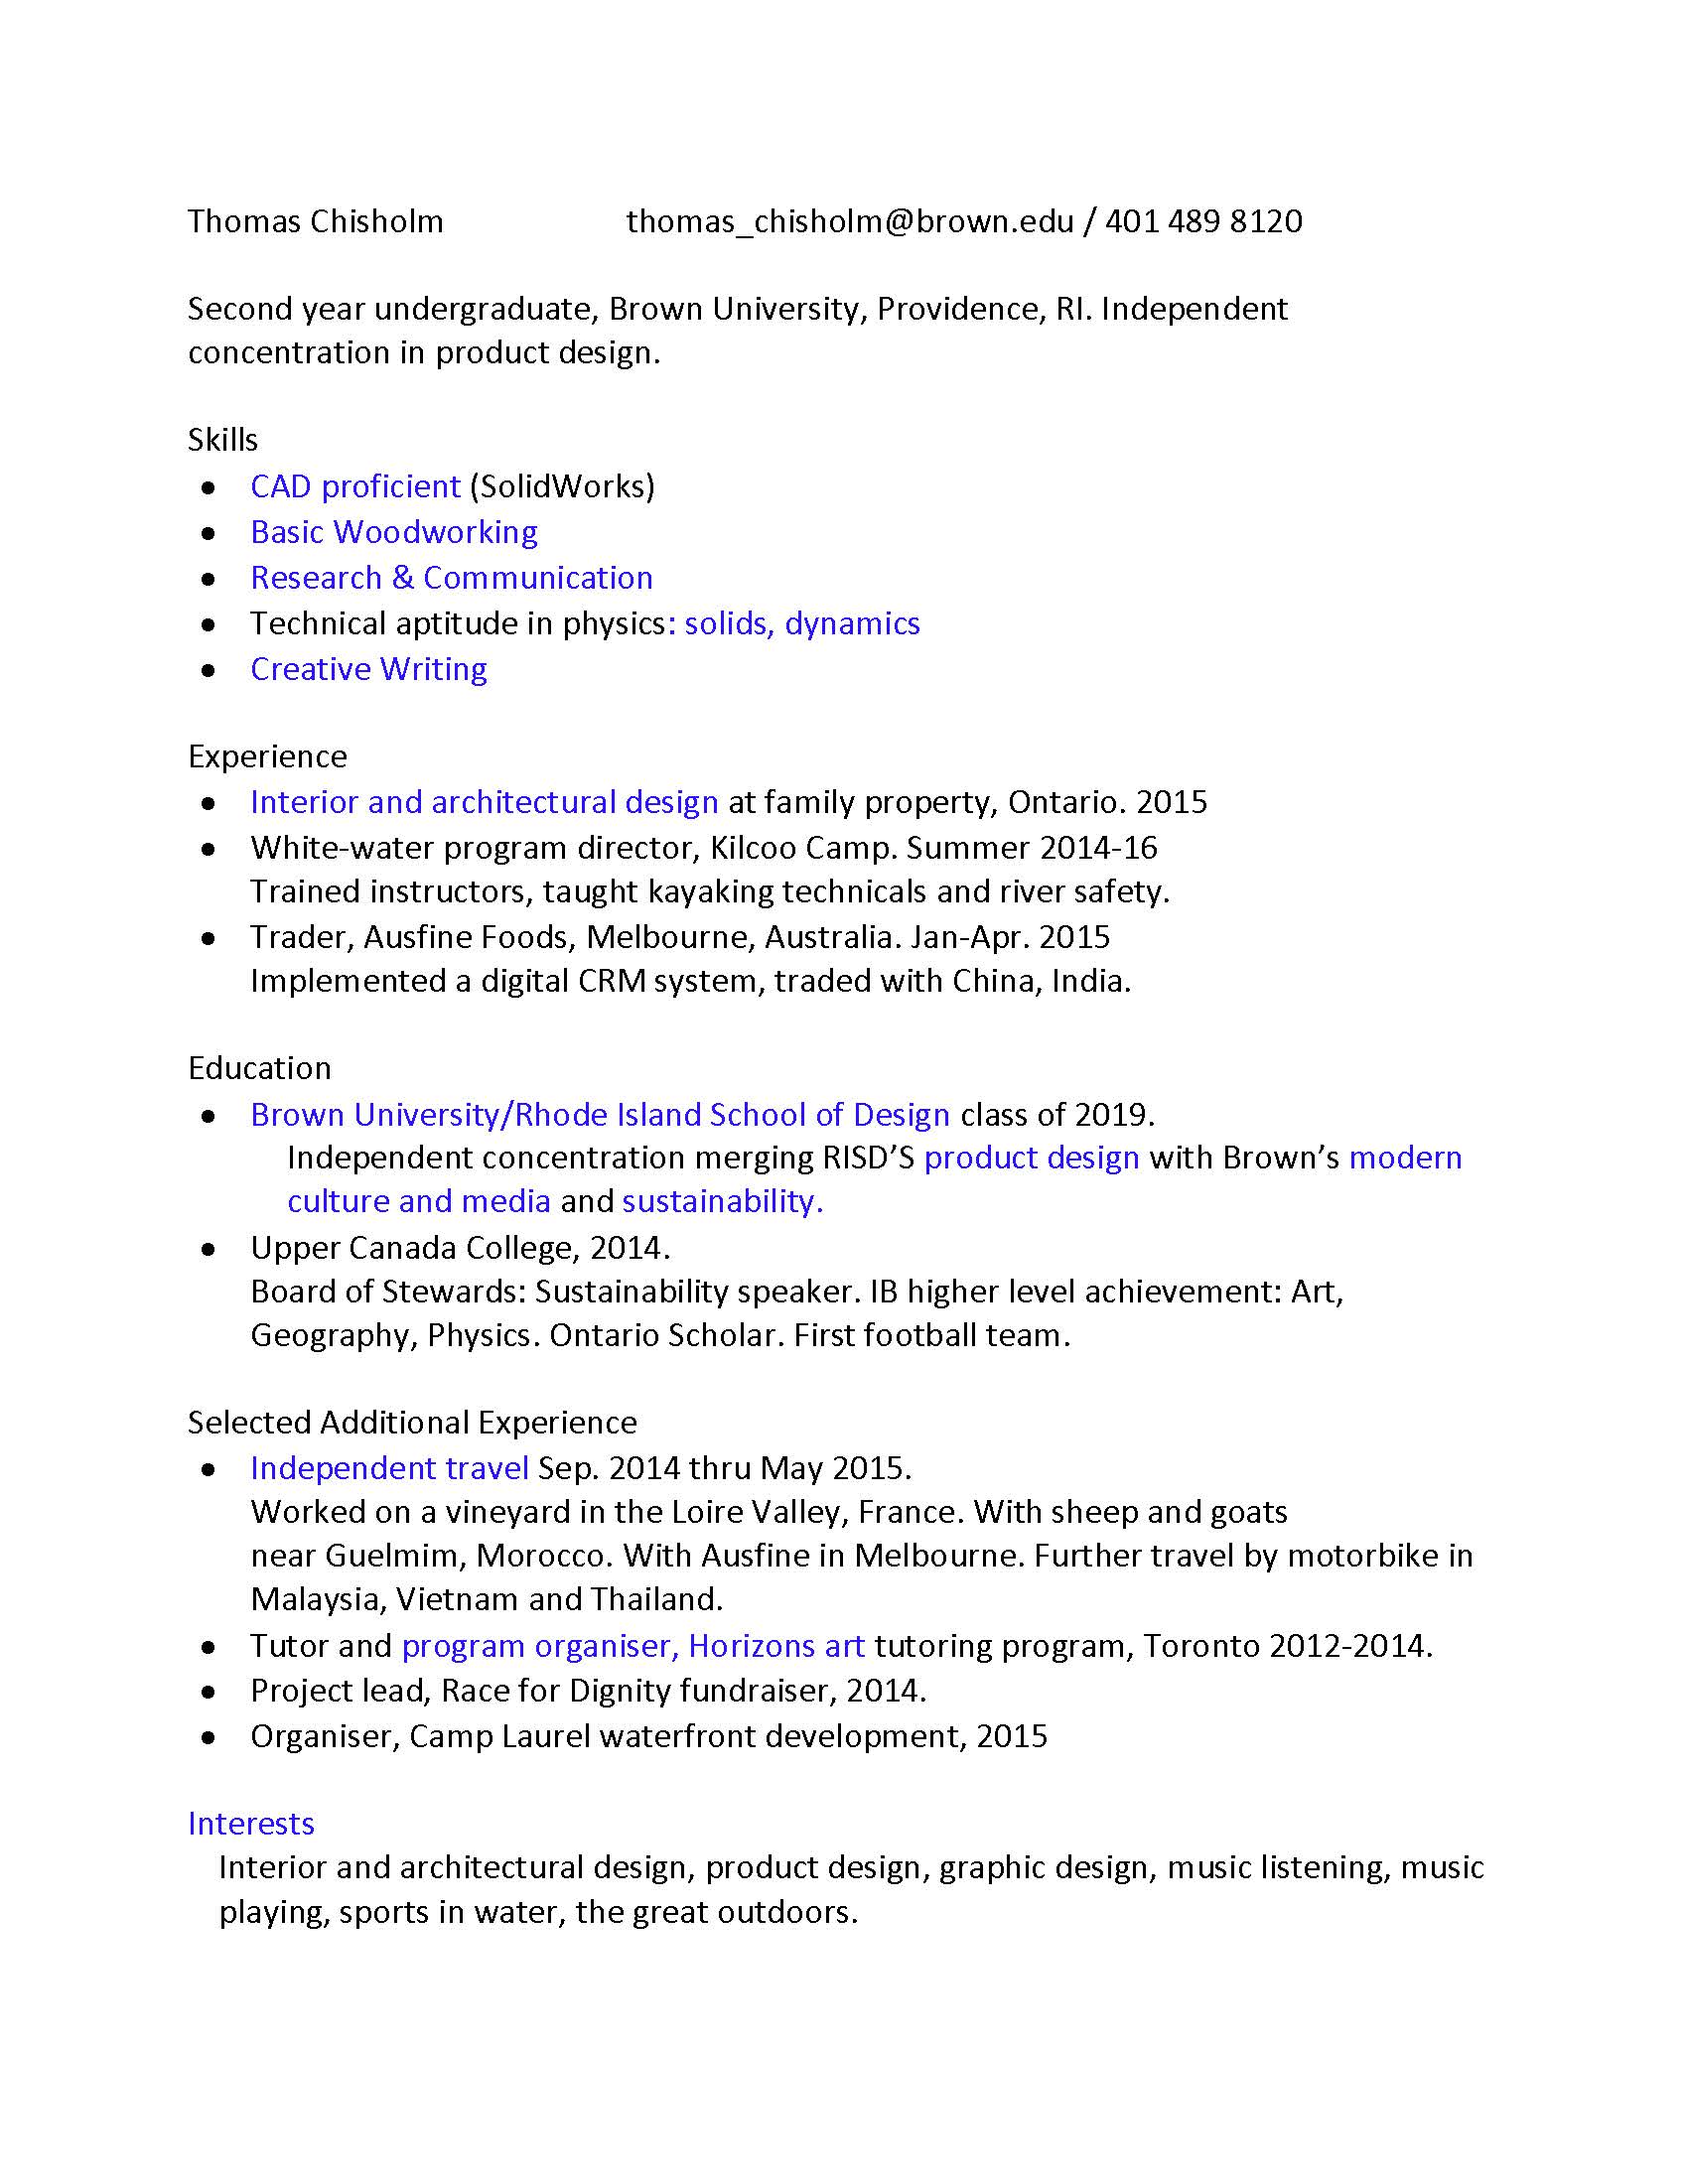 Thomas Chisholm thomas_chisholm@brown.edu / 401 489 8120
Second year undergraduate, Brown University, Providence, RI. Independent
concentration in product design.
Skills
• CAD proficient (SolidWorks)
• Basic Woodworking
• Research & Communication
• Technical aptitude in physics: solids, dynamics
• Creative Writing
Experience
• Interior and architectural design at family property, Ontario. 2015
• White-water program director, Kilcoo Camp. Summer 2014-16
Trained instructors, taught kayaking technicals and river safety.
• Trader, Ausfine Foods, Melbourne, Australia. Jan-Apr. 2015
Implemented a digital CRM system, traded with China, India.
Education
• Brown University/Rhode Island School of Design class of 2019.
Independent concentration merging RISD’S product design with Brown’s modern
culture and media and sustainability.
• Upper Canada College, 2014.
Board of Stewards: Sustainability speaker. IB higher level achievement: Art,
Geography, Physics. Ontario Scholar. First football team.
Selected Additional Experience
• Independent travel Sep. 2014 thru May 2015.
Worked on a vineyard in the Loire Valley, France. With sheep and goats
near Guelmim, Morocco. With Ausfine in Melbourne. Further travel by motorbike in
Malaysia, Vietnam and Thailand.
• Tutor and program organiser, Horizons art tutoring program, Toronto 2012-2014.
• Project lead, Race for Dignity fundraiser, 2014.
• Organiser, Camp Laurel waterfront development, 2015
Interests
Interior and architectural design, product design, graphic design, music listening, music
playing, sports in water, the great outdoors.